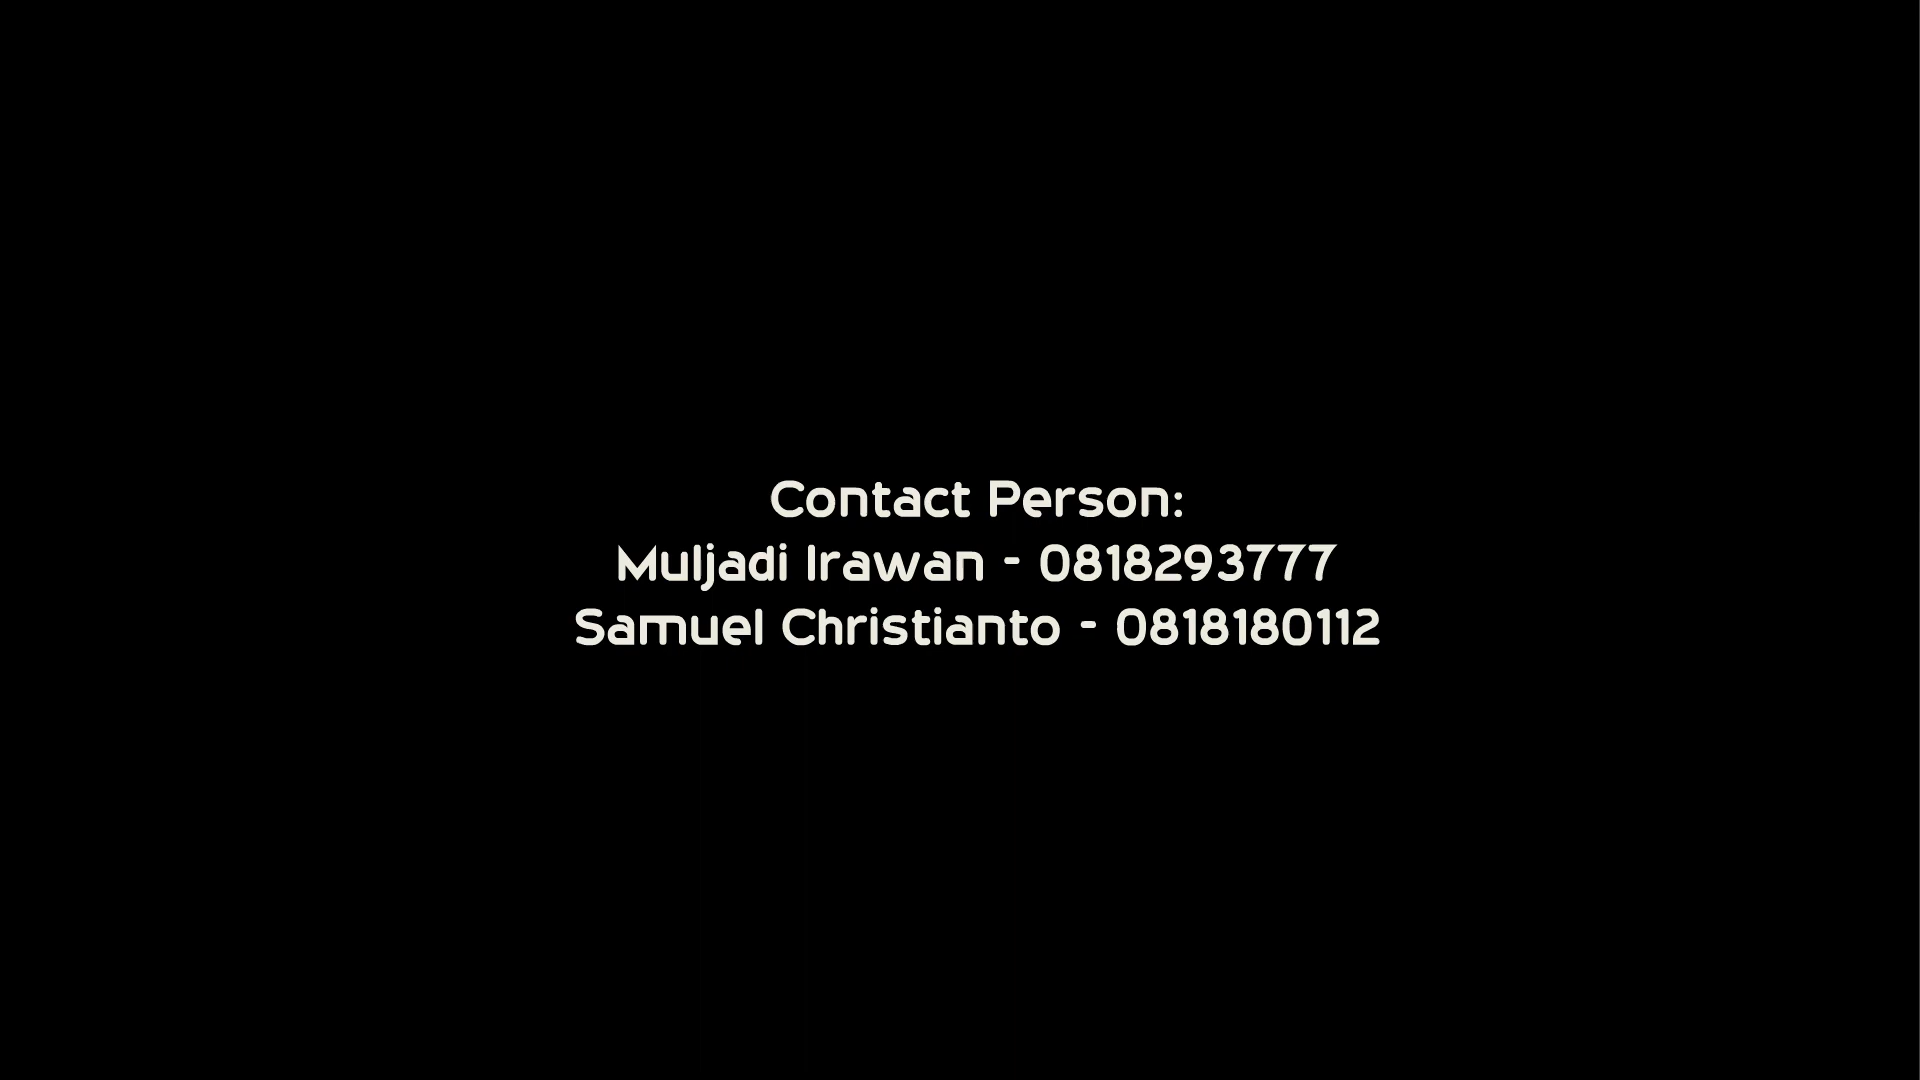 Contact Person:
Muljadi Irawan - 0818293777
Samuel Christianto - 0818180112